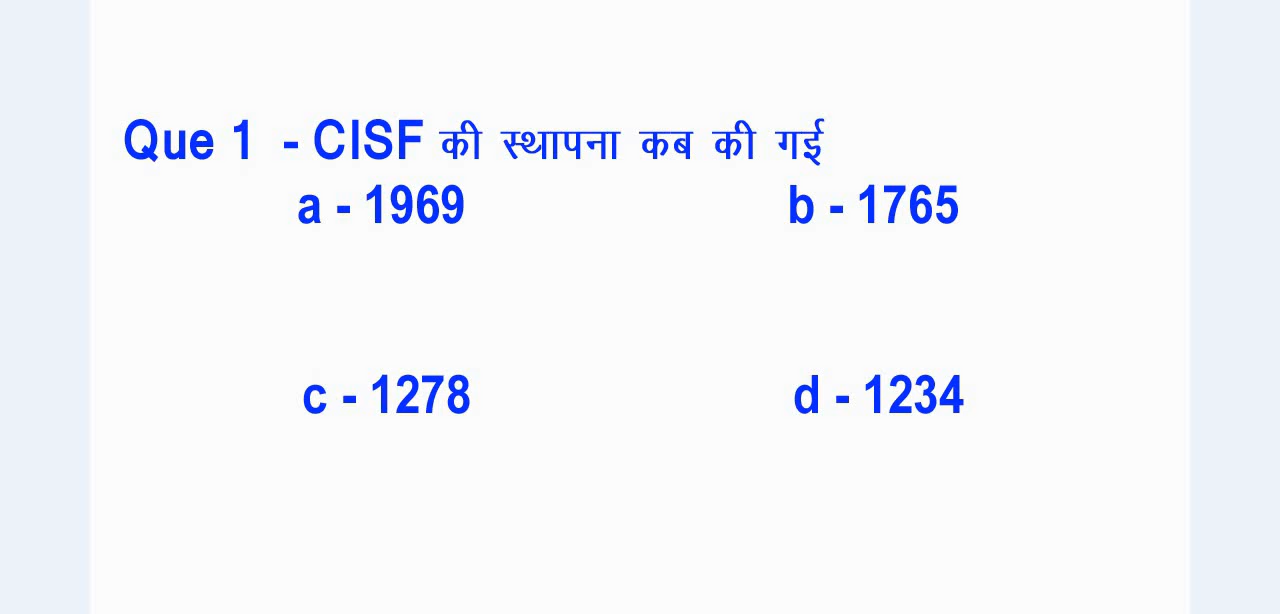 Que 1 - CISF की स्थापना कब की गई
a - 1969 b - 1765
c - 1278 d - 1234